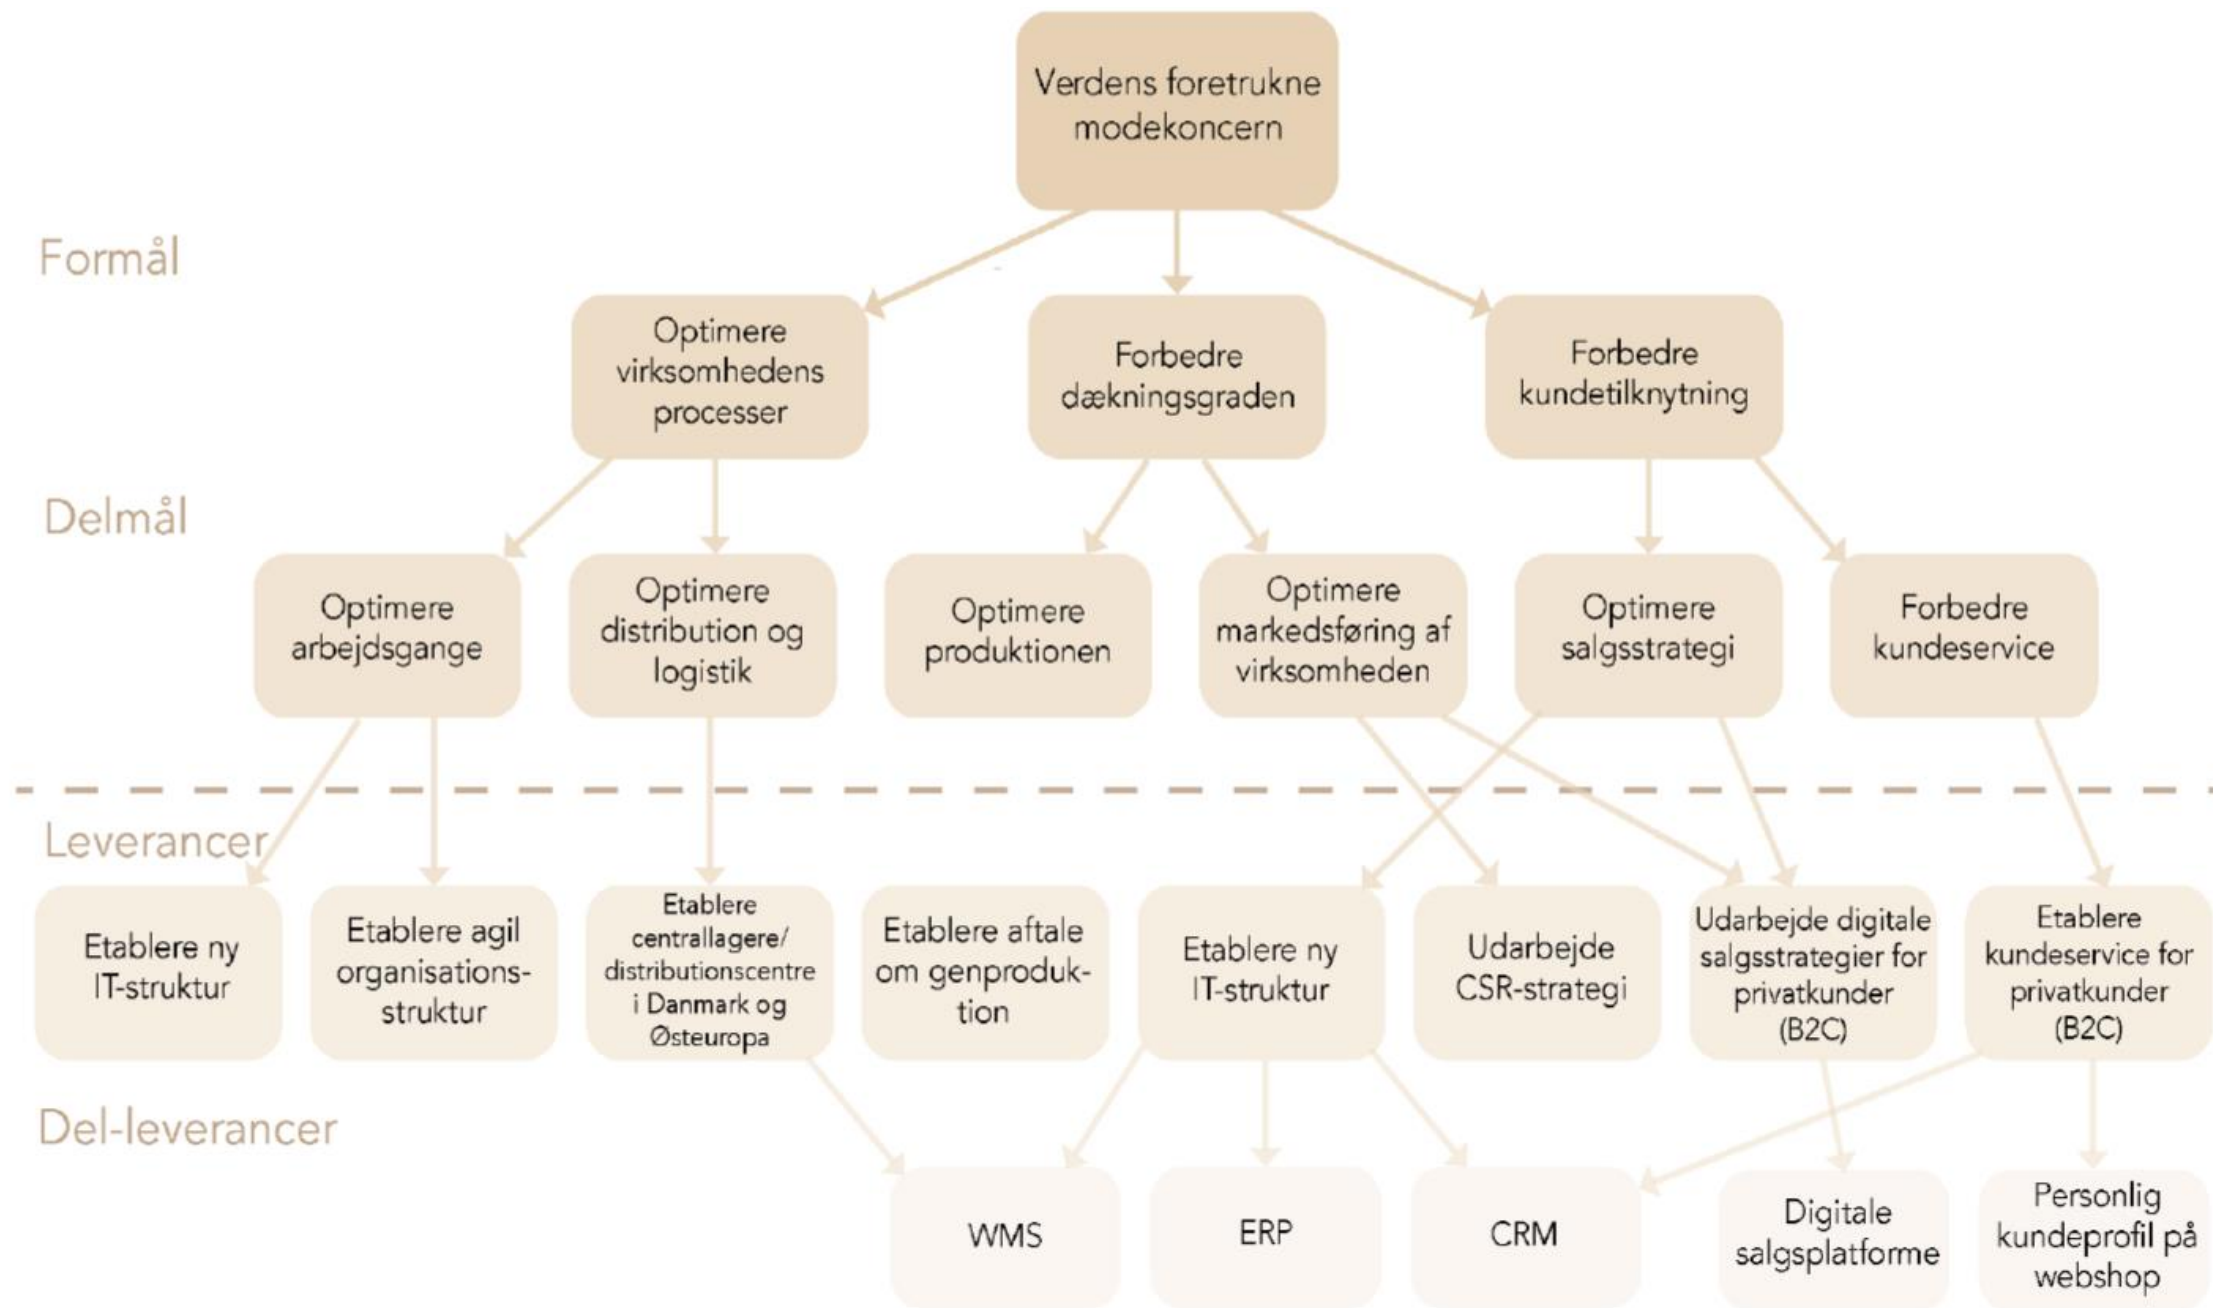 Verdens foretrukne
modekoncern
Formål
Optimere
virksomhedens
processer
Forbedre
dækningsgraden
Forbedre
kundetilknytning
Delmål
Optimere
arbejdsgange
Optimere
distribution og
logistik
Optimere
produktionen
Optimere
markedsføring af
virksomheden
Optimere
salgsstrategi
Forbedre
kundeservice
Leverancer
Etablere ny
IT-struktur
Etablere agil
organisations-
struktur
Etablere
centrallagere/
distributionscentre
i Danmark og
Østeuropa
Etablere aftale
om genproduk-
tion
Etablere ny
IT-struktur
Udarbejde
CSR-strategi
Udarbejde digitale
salgsstrategier for
privatkunder
(B2C)
Etablere
kundeservice for
privatkunder
(B2C)
Del-leverancer
WMS
ERP
CRM
Digitale
salgsplatforme
Personlig
kundeprofil på
webshop